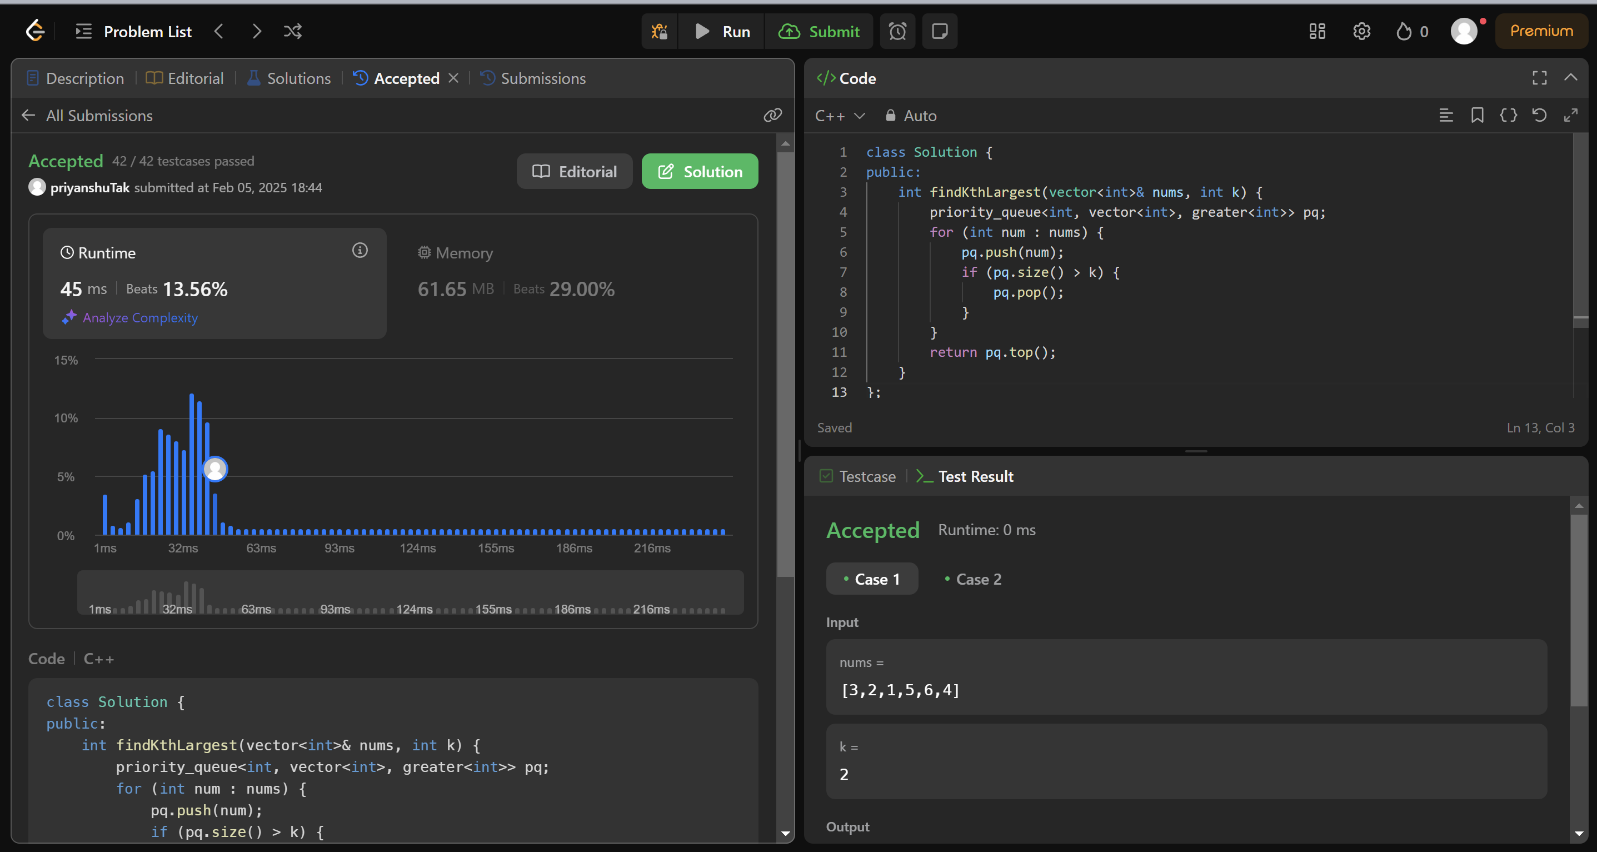 Problem List
Run
Submit
0
Premium
Description
Editorial
Solutions
Accepted
Submissions
All Submissions
Accepted 42 / 42 testcases passed
priyanshuTak submitted at Feb 05, 2025 18:44
Editorial
Solution
Runtime
45 ms | Beats 13.56%
Analyze Complexity
Memory
61.65 MB | Beats 29.00%
15%
10%
5%
0%
1ms 32ms 63ms 93ms 124ms 155ms 186ms 216ms
1ms 32ms 63ms 93ms 124ms 155ms 186ms 216ms
Code | C++
class Solution {
public:
    int findKthLargest(vector<int>& nums, int k) {
        priority_queue<int, vector<int>, greater<int>> pq;
        for (int num : nums) {
            pq.push(num);
            if (pq.size() > k) {
</> Code
C++
Auto
1 class Solution {
2 public:
3     int findKthLargest(vector<int>& nums, int k) {
4         priority_queue<int, vector<int>, greater<int>> pq;
5         for (int num : nums) {
6             pq.push(num);
7             if (pq.size() > k) {
8                 pq.pop();
9             }
10         }
11         return pq.top();
12     }
13 };
Saved
Ln 13, Col 3
Testcase
Test Result
Accepted Runtime: 0 ms
• Case 1
• Case 2
Input
nums =
[3,2,1,5,6,4]
k =
2
Output